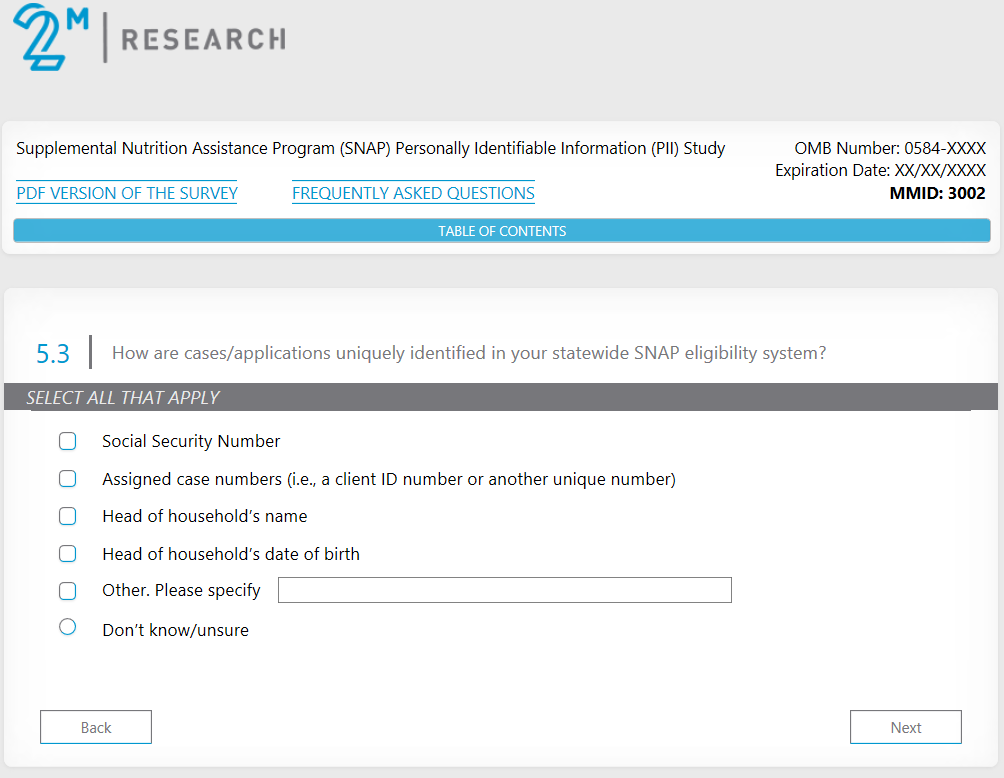 2M RESEARCH
Supplemental Nutrition Assistance Program (SNAP) Personally Identifiable Information (PII) Study
OMB Number: 0584-XXXX
Expiration Date: XX/XX/XXXX
PDF VERSION OF THE SURVEY FREQUENTLY ASKED QUESTIONS
MMID: 3002
TABLE OF CONTENTS
5.3 How are cases/applications uniquely identified in your statewide SNAP eligibility system?
SELECT ALL THAT APPLY
Social Security Number
Assigned case numbers (i.e., a client ID number or another unique number)
Head of household's name
Head of household's date of birth
Other. Please specify
Don't know/unsure
Back Next